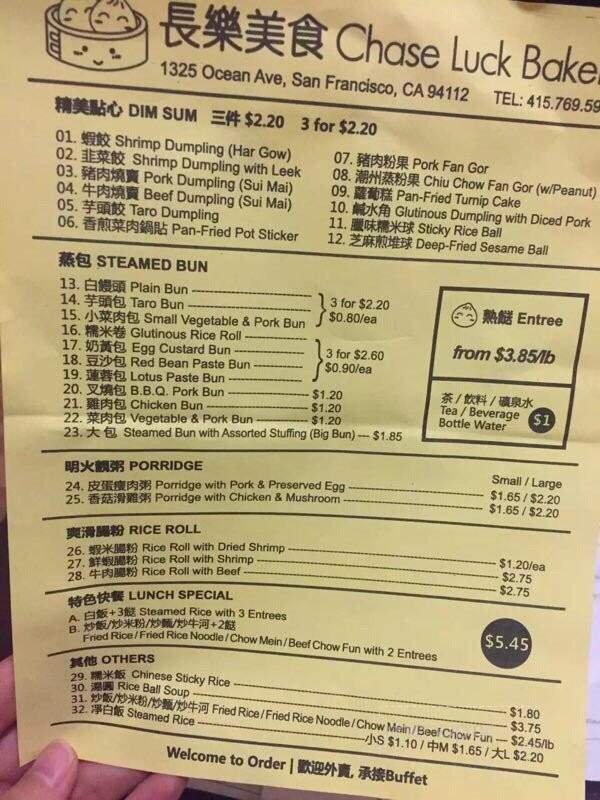 長樂美食 Chase Luck Bake
1325 Ocean Ave, San Francisco, CA 94112 TEL: 415.769.59
精美點心 DIM SUM 三件 $2.20 3 for $2.20
01. 蝦餃 Shrimp Dumpling (Har Gow)
02. 韭菜餃 Shrimp Dumpling with Leek
03. 豬肉燒賣 Pork Dumpling (Sui Mai)
04. 牛肉燒賣 Beef Dumpling (Sui Mai)
05. 芋頭餃 Taro Dumpling
06. 香煎菜肉鍋貼 Pan-Fried Pot Sticker
07. 豬肉粉果 Pork Fan Gor
08. 潮州蒸粉果 Chiu Chow Fan Gor (w/Peanut)
09. 蘿蔔糕 Pan-Fried Turnip Cake
10. 鹹水角 Glutinous Dumpling with Diced Pork
11. 臘味糯米球 Sticky Rice Ball
12. 芝麻煎堆球 Deep-Fried Sesame Ball
蒸包 STEAMED BUN
13. 白饅頭 Plain Bun
14. 芋頭包 Taro Bun
15. 小菜肉包 Small Vegetable & Pork Bun
3 for $2.20
$0.80/ea
16. 糯米卷 Glutinous Rice Roll
17. 奶黃包 Egg Custard Bun
18. 豆沙包 Red Bean Paste Bun
19. 蓮蓉包 Lotus Paste Bun
3 for $2.60
$0.90/ea
20. 叉燒包 B.B.Q. Pork Bun $1.20
21. 雞肉包 Chicken Bun $1.20
22. 菜肉包 Vegetable & Pork Bun $1.20
23. 大包 Steamed Bun with Assorted Stuffing (Big Bun) --- $1.85
熱餸 Entree
from $3.85/lb
茶 / 飲料 / 礦泉水
Tea / Beverage
Bottle Water
$1
明火靚粥 PORRIDGE Small / Large
24. 皮蛋瘦肉粥 Porridge with Pork & Preserved Egg $1.65 / $2.20
25. 香菇滑雞粥 Porridge with Chicken & Mushroom $1.65 / $2.20
爽滑腸粉 RICE ROLL
26. 蝦米腸粉 Rice Roll with Dried Shrimp $1.20/ea
27. 鮮蝦腸粉 Rice Roll with Shrimp $2.75
28. 牛肉腸粉 Rice Roll with Beef $2.75
特色快餐 LUNCH SPECIAL
A. 白飯+3餸 Steamed Rice with 3 Entrees
B. 炒飯/炒米粉/炒麵/炒牛河+2餸
Fried Rice / Fried Rice Noodle / Chow Mein / Beef Chow Fun with 2 Entrees
$5.45
其他 OTHERS
29. 糯米飯 Chinese Sticky Rice $1.80
30. 湯圓 Rice Ball Soup $3.75
31. 炒飯/炒米粉/炒麵/炒牛河 Fried Rice / Fried Rice Noodle / Chow Mein / Beef Chow Fun --- $2.45/lb
32. 淨白飯 Steamed Rice 小S $1.10 / 中M $1.65 / 大L $2.20
Welcome to Order | 歡迎外賣, 承接Buffet